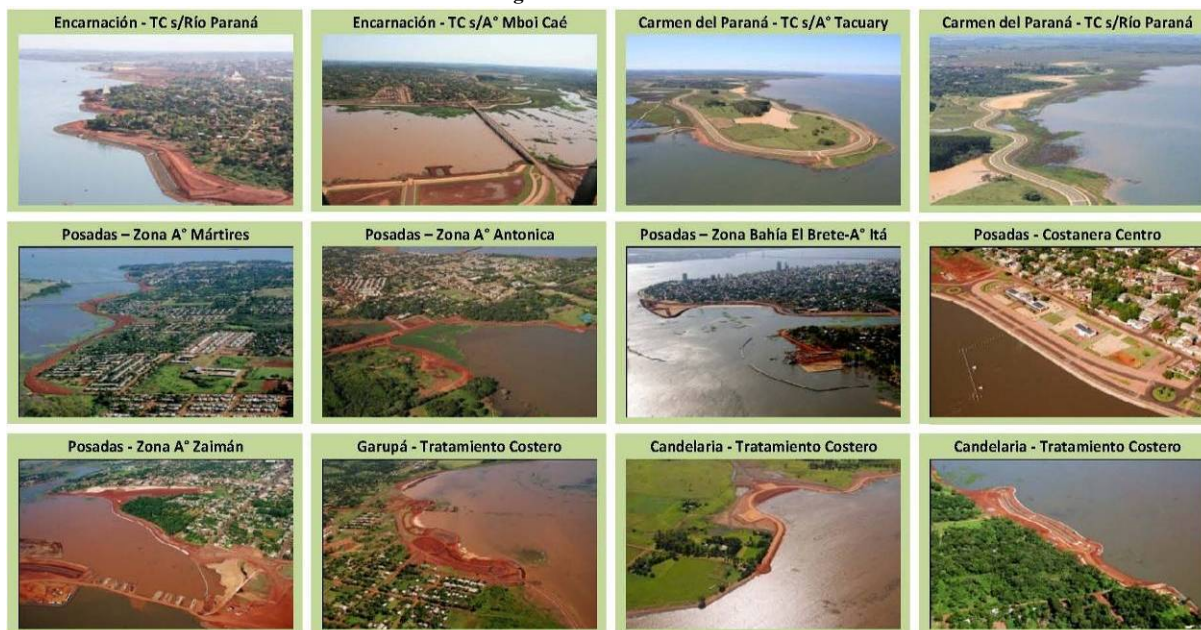 Encarnación - TC s/Río Paraná
Encarnación - TC s/A° Mboi Caé
Carmen del Paraná - TC s/A° Tacuary
Carmen del Paraná - TC s/Río Paraná
Posadas – Zona A° Mártires
Posadas – Zona A° Antonica
Posadas – Zona Bahía El Brete-A° Itá
Posadas - Costanera Centro
Posadas - Zona A° Zaimán
Garupá - Tratamiento Costero
Candelaria - Tratamiento Costero
Candelaria - Tratamiento Costero